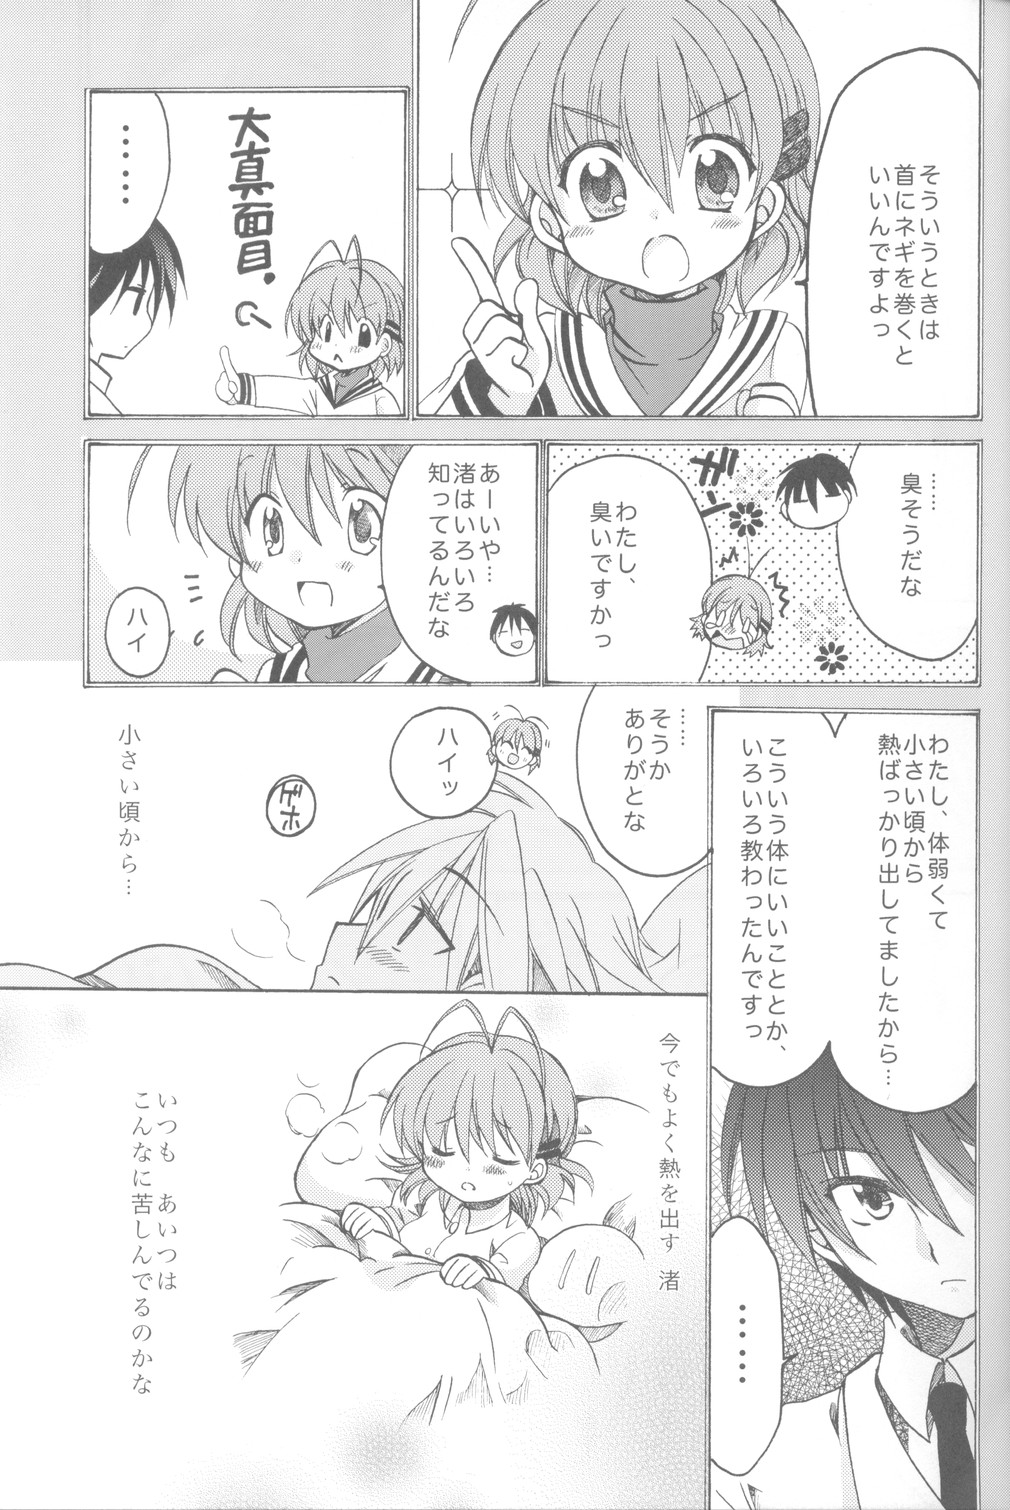 そういうときは
首にネギを巻くと
いいんですよっ
大真面目。
‥‥‥
‥‥
臭そうだな
ガーン
わたし、
臭いですかっ
あーいや…
渚はいろいろ
知ってるんだな
ハイ
わたし、体弱くて
小さい頃から
熱ばっかり出してましたから…
こういう体にいいこととか、
いろいろ教わったんですっ
‥‥‥
‥‥
そうか
ありがとな
ハイッ
ゲホ
小さい頃から…
今でもよく熱を出す 渚
いつも あいつは
こんなに苦しんでるのかな